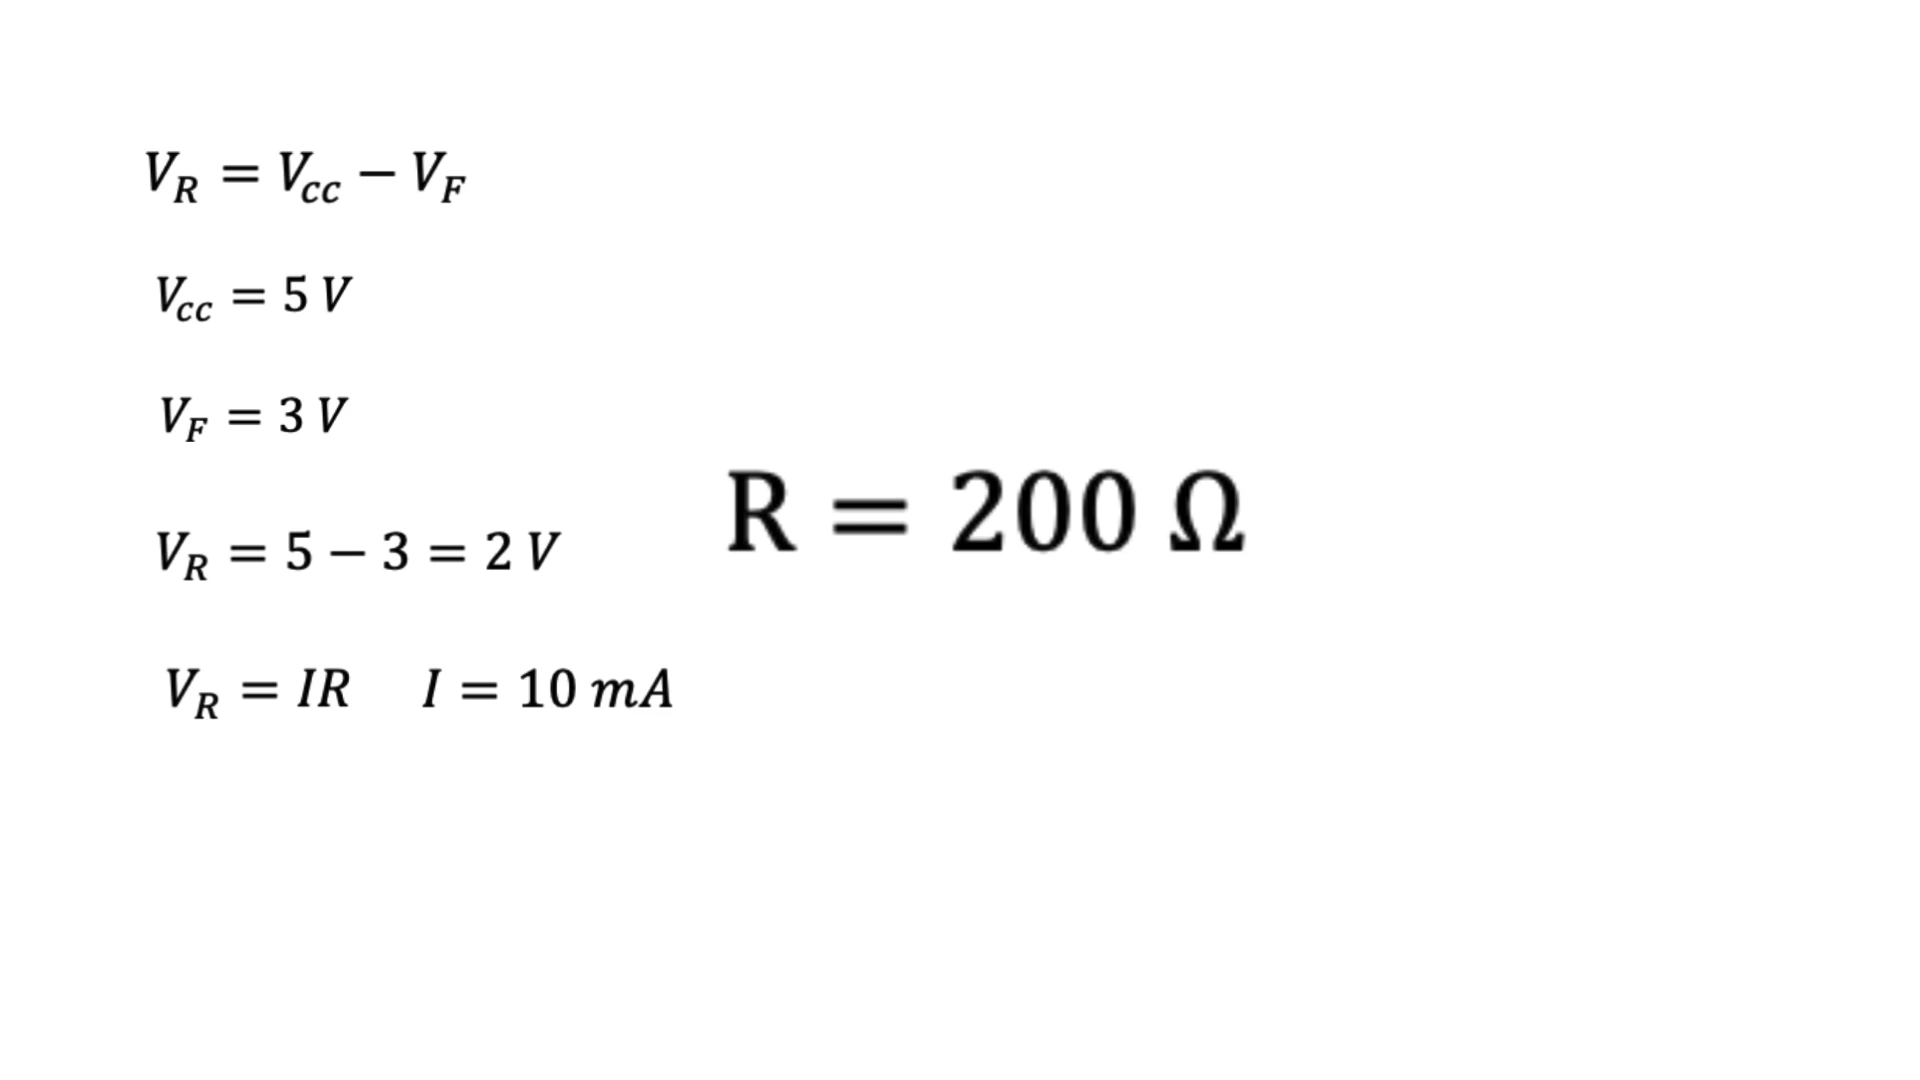 V_R = V_cc − V_F
V_cc = 5 V
V_F = 3 V
R = 200 Ω
V_R = 5 − 3 = 2 V
V_R = IR I = 10 mA